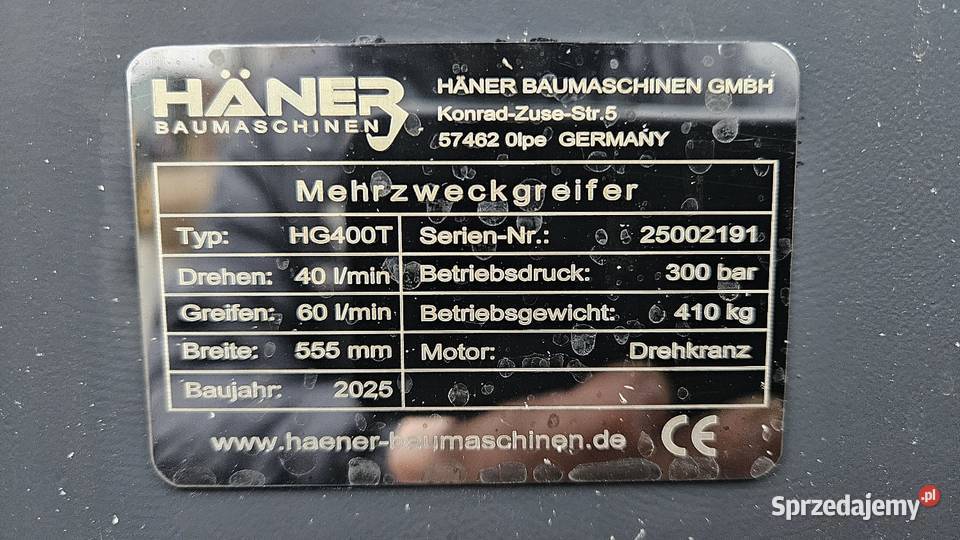 HÄNER
BAUMASCHINEN
HÄNER BAUMASCHINEN GMBH
Konrad-Zuse-Str.5
57462 Olpe GERMANY
Mehrzweckgreifer
Typ: HG400T Serien-Nr.: 25002191
Drehen: 40 l/min Betriebsdruck: 300 bar
Greifen: 60 l/min Betriebsgewicht: 410 kg
Breite: 555 mm Motor: Drehkranz
Baujahr: 2025
www.haener-baumaschinen.de CE
Sprzedajemy.pl